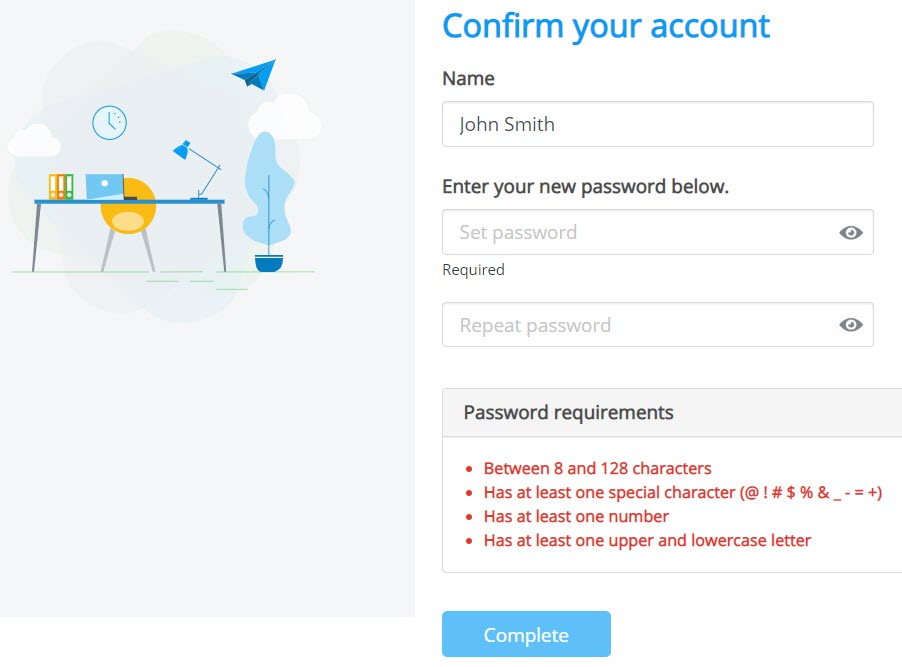 Confirm your account
Name
John Smith
Enter your new password below.
Set password
Required
Repeat password
Password requirements
Between 8 and 128 characters
Has at least one special character (@ ! # $ % & _ - = +)
Has at least one number
Has at least one upper and lowercase letter
Complete